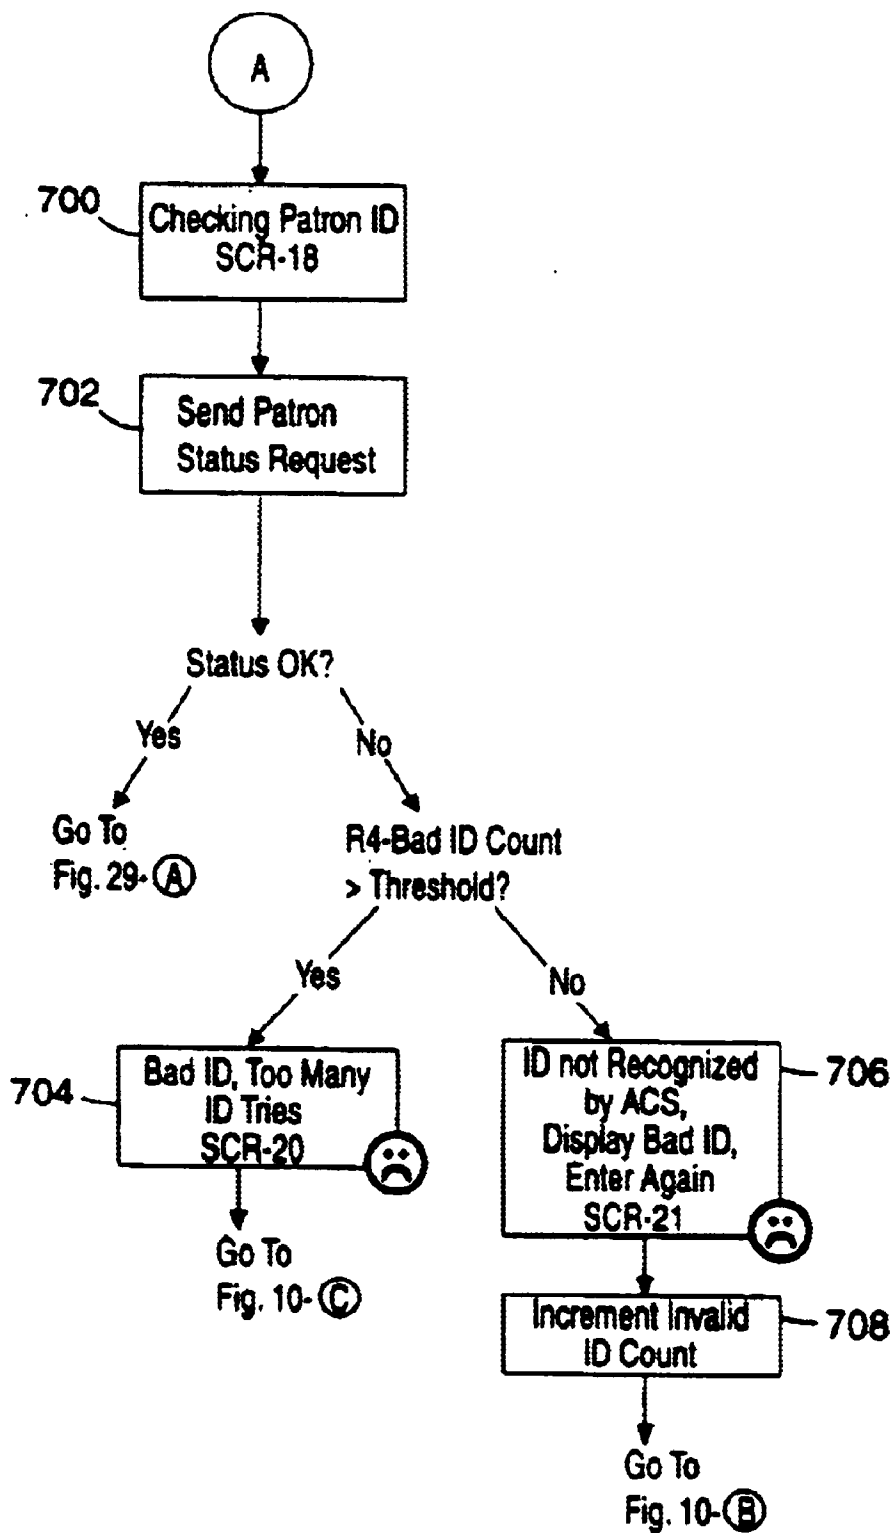 A
700
Checking Patron ID
SCR-18
702
Send Patron
Status Request
Status OK?
Yes
No
Go To
Fig. 29- A
R4-Bad ID Count
> Threshold?
Yes
No
704
Bad ID, Too Many
ID Tries
SCR-20
Go To
Fig. 10- C
706
ID not Recognized
by ACS,
Display Bad ID,
Enter Again
SCR-21
Increment Invalid
ID Count
708
Go To
Fig. 10- B